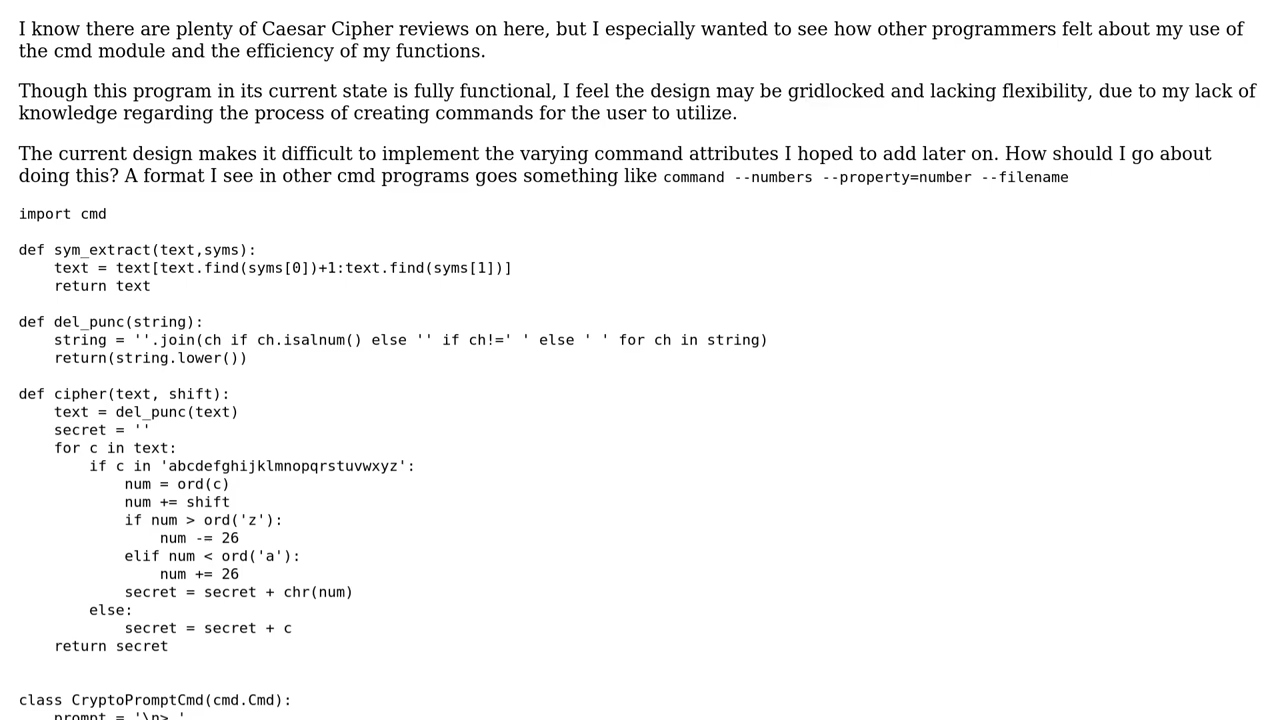 I know there are plenty of Caesar Cipher reviews on here, but I especially wanted to see how other programmers felt about my use of
the cmd module and the efficiency of my functions.
Though this program in its current state is fully functional, I feel the design may be gridlocked and lacking flexibility, due to my lack of
knowledge regarding the process of creating commands for the user to utilize.
The current design makes it difficult to implement the varying command attributes I hoped to add later on. How should I go about
doing this? A format I see in other cmd programs goes something like command --numbers --property=number --filename
import cmd
def sym_extract(text,syms):
    text = text[text.find(syms[0])+1:text.find(syms[1])]
    return text
def del_punc(string):
    string = ''.join(ch if ch.isalnum() else '' if ch!=' ' else ' ' for ch in string)
    return(string.lower())
def cipher(text, shift):
    text = del_punc(text)
    secret = ''
    for c in text:
        if c in 'abcdefghijklmnopqrstuvwxyz':
            num = ord(c)
            num += shift
            if num > ord('z'):
                num -= 26
            elif num < ord('a'):
                num += 26
            secret = secret + chr(num)
        else:
            secret = secret + c
    return secret
class CryptoPromptCmd(cmd.Cmd):
    prompt = '\n> '